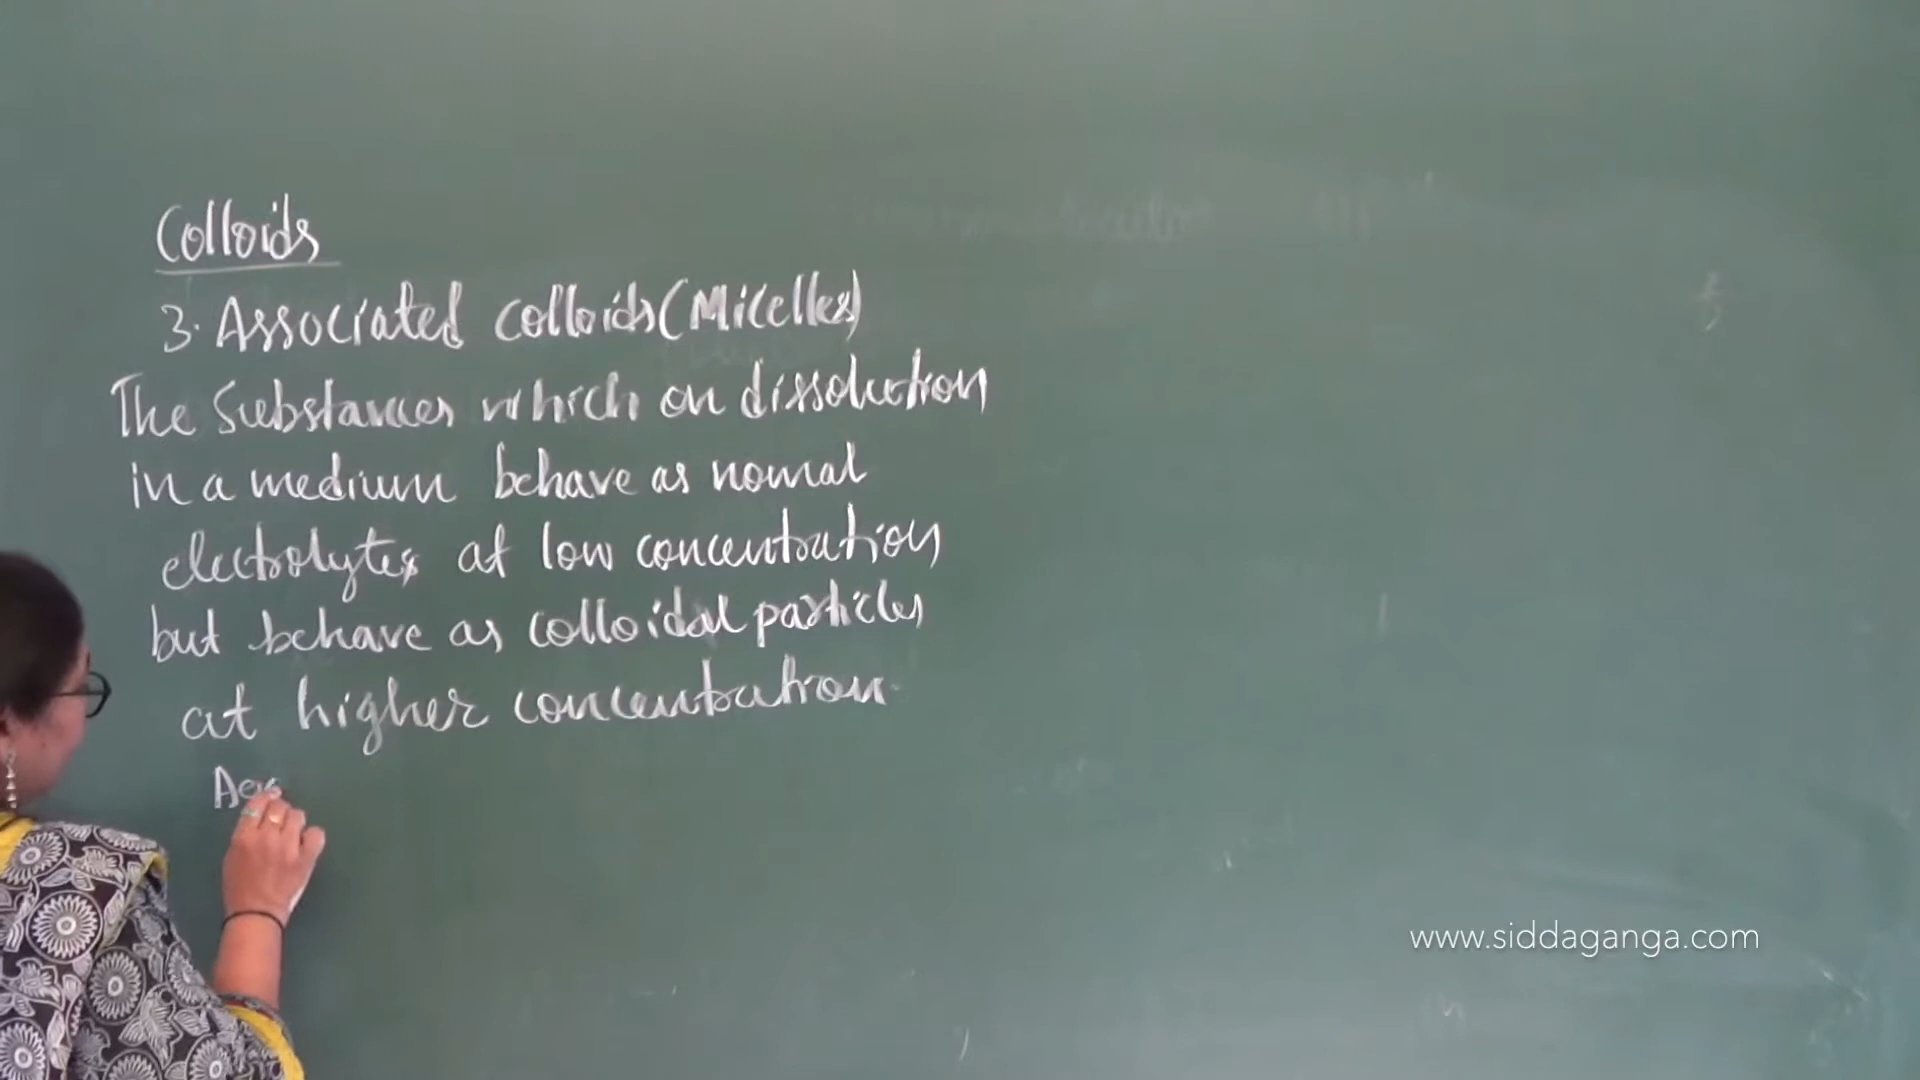 Colloids
3. Associated colloids (Micelles)
The Substances which on dissolution
in a medium behave as nomal
electrolytes at low concentration
but behave as colloidal particles
at higher concentration.
www.siddaganga.com